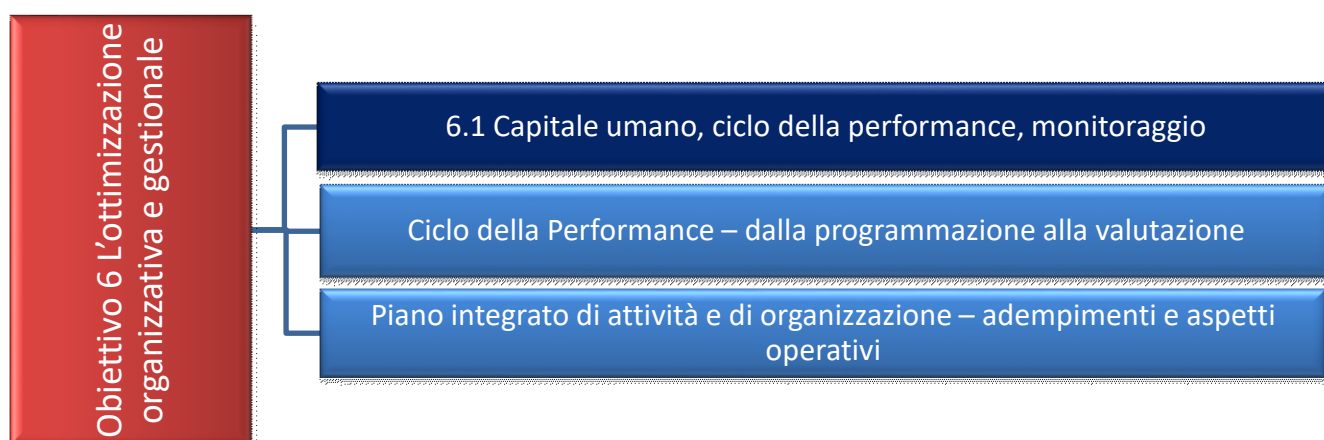 Obiettivo 6 L'ottimizzazione
organizzativa e gestionale
6.1 Capitale umano, ciclo della performance, monitoraggio
Ciclo della Performance – dalla programmazione alla valutazione
Piano integrato di attività e di organizzazione – adempimenti e aspetti
operativi